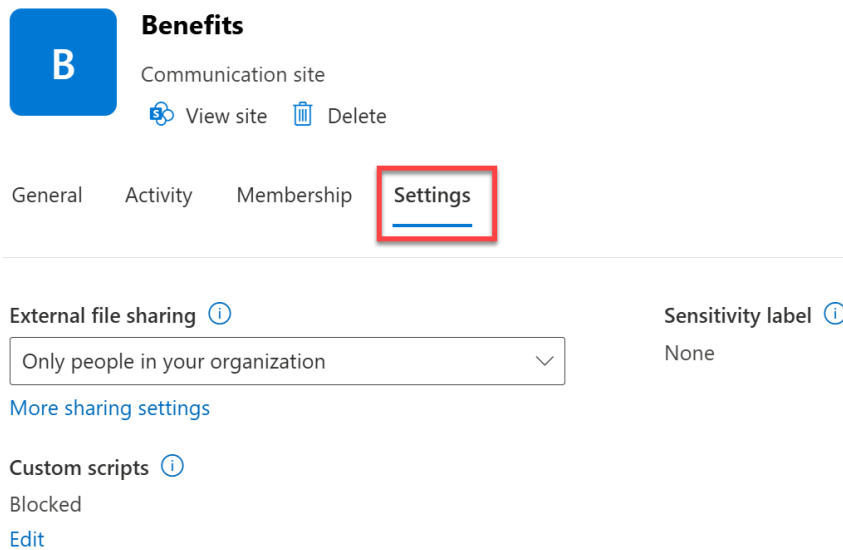 B
Benefits
Communication site
S View site Delete
General Activity Membership Settings
External file sharing
Only people in your organization
More sharing settings
Sensitivity label
None
Custom scripts
Blocked
Edit